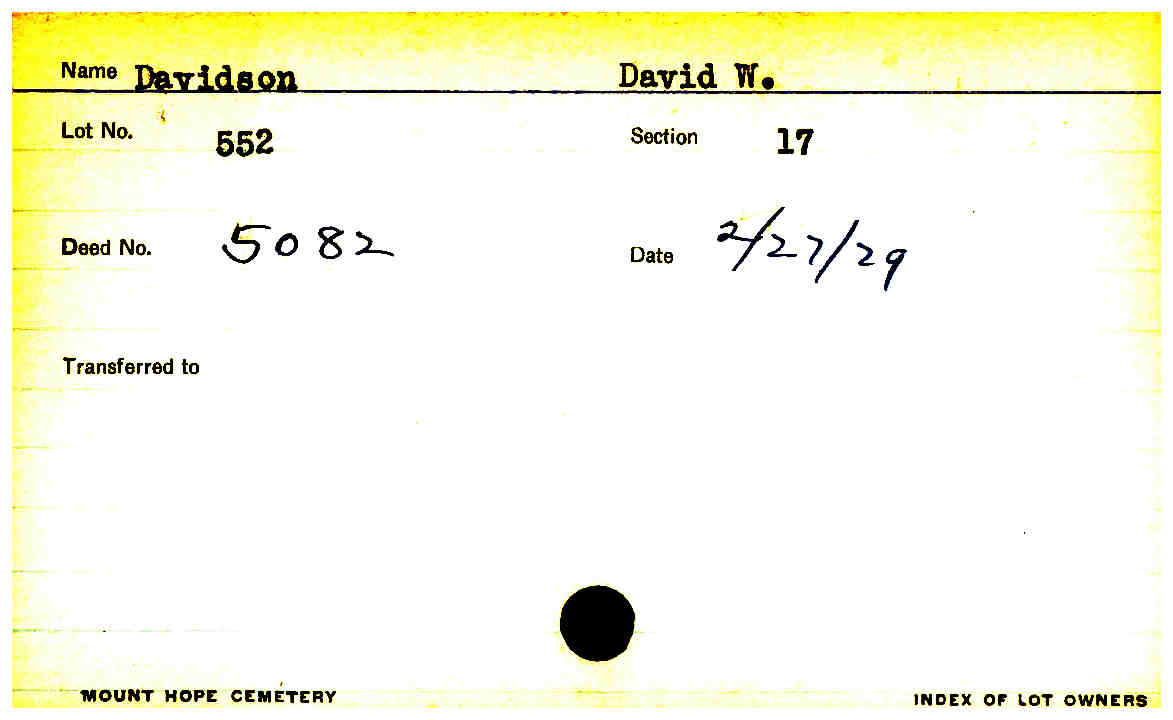 Name Davidson David W.
Lot No. 552 Section 17
Deed No. 5082 Date 2/27/29
Transferred to
MOUNT HOPE CEMETERY INDEX OF LOT OWNERS